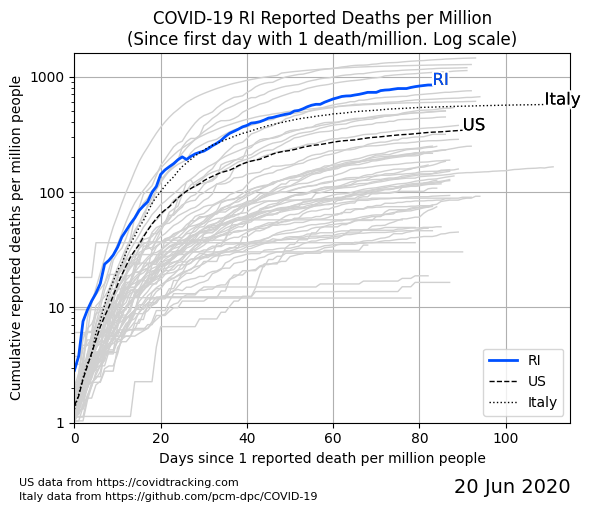 COVID-19 RI Reported Deaths per Million
(Since first day with 1 death/million. Log scale)
Cumulative reported deaths per million people
1000
100
10
1
RI
Italy
US
RI
US
Italy
0 20 40 60 80 100
Days since 1 reported death per million people
US data from https://covidtracking.com
Italy data from https://github.com/pcm-dpc/COVID-19
20 Jun 2020